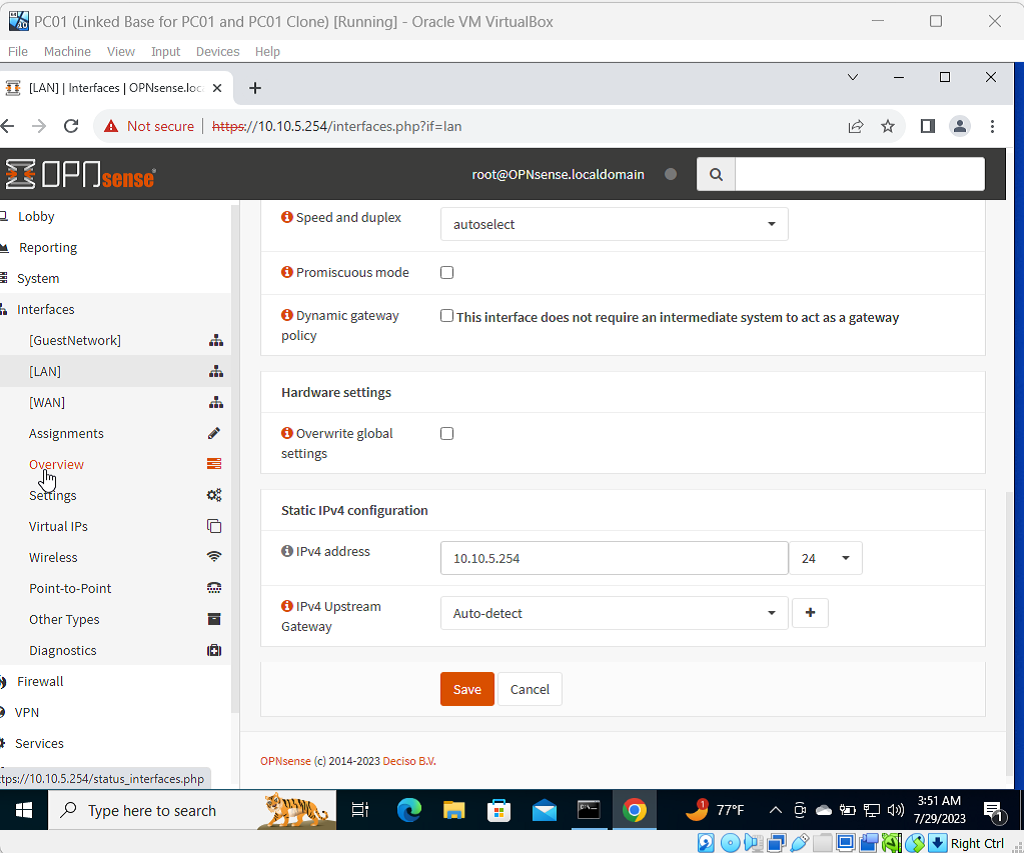 PC01 (Linked Base for PC01 and PC01 Clone) [Running] - Oracle VM VirtualBox
File Machine View Input Devices Help
[LAN] | Interfaces | OPNsense.loc
Not secure | https://10.10.5.254/interfaces.php?if=lan
OPNsense
root@OPNsense.localdomain
Lobby
Reporting
System
Interfaces
[GuestNetwork]
[LAN]
[WAN]
Assignments
Overview
Settings
Virtual IPs
Wireless
Point-to-Point
Other Types
Diagnostics
Firewall
VPN
Services
ttps://10.10.5.254/status_interfaces.php
Speed and duplex
autoselect
Promiscuous mode
Dynamic gateway
policy
This interface does not require an intermediate system to act as a gateway
Hardware settings
Overwrite global
settings
Static IPv4 configuration
IPv4 address
10.10.5.254
24
IPv4 Upstream
Gateway
Auto-detect
Save
Cancel
OPNsense (c) 2014-2023 Deciso B.V.
Type here to search
1
77°F
3:51 AM
7/29/2023
1
Right Ctrl